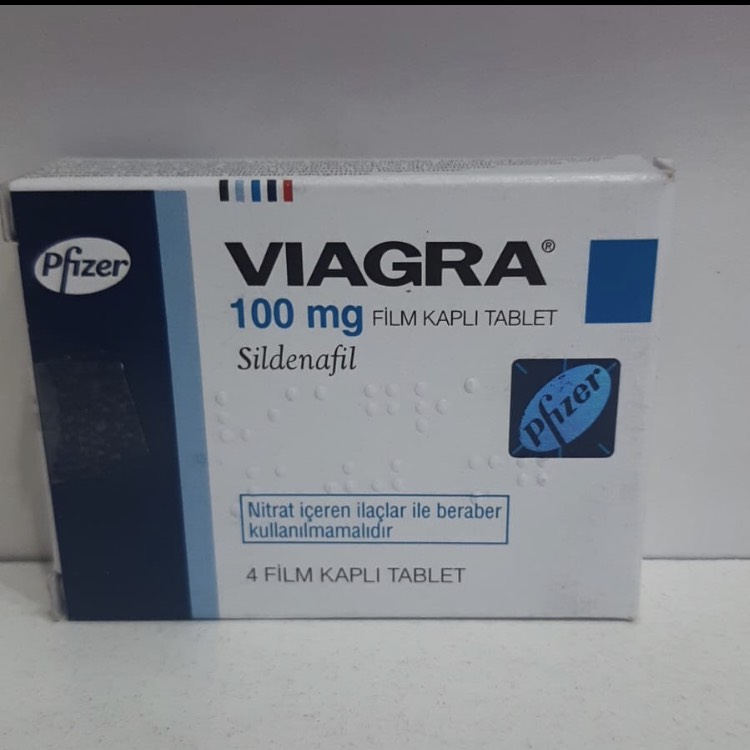 Pfizer
VIAGRA®
100 mg FİLM KAPLI TABLET
Sildenafil
Pfizer
Nitrat içeren ilaçlar ile beraber
kullanılmamalıdır
4 FİLM KAPLI TABLET